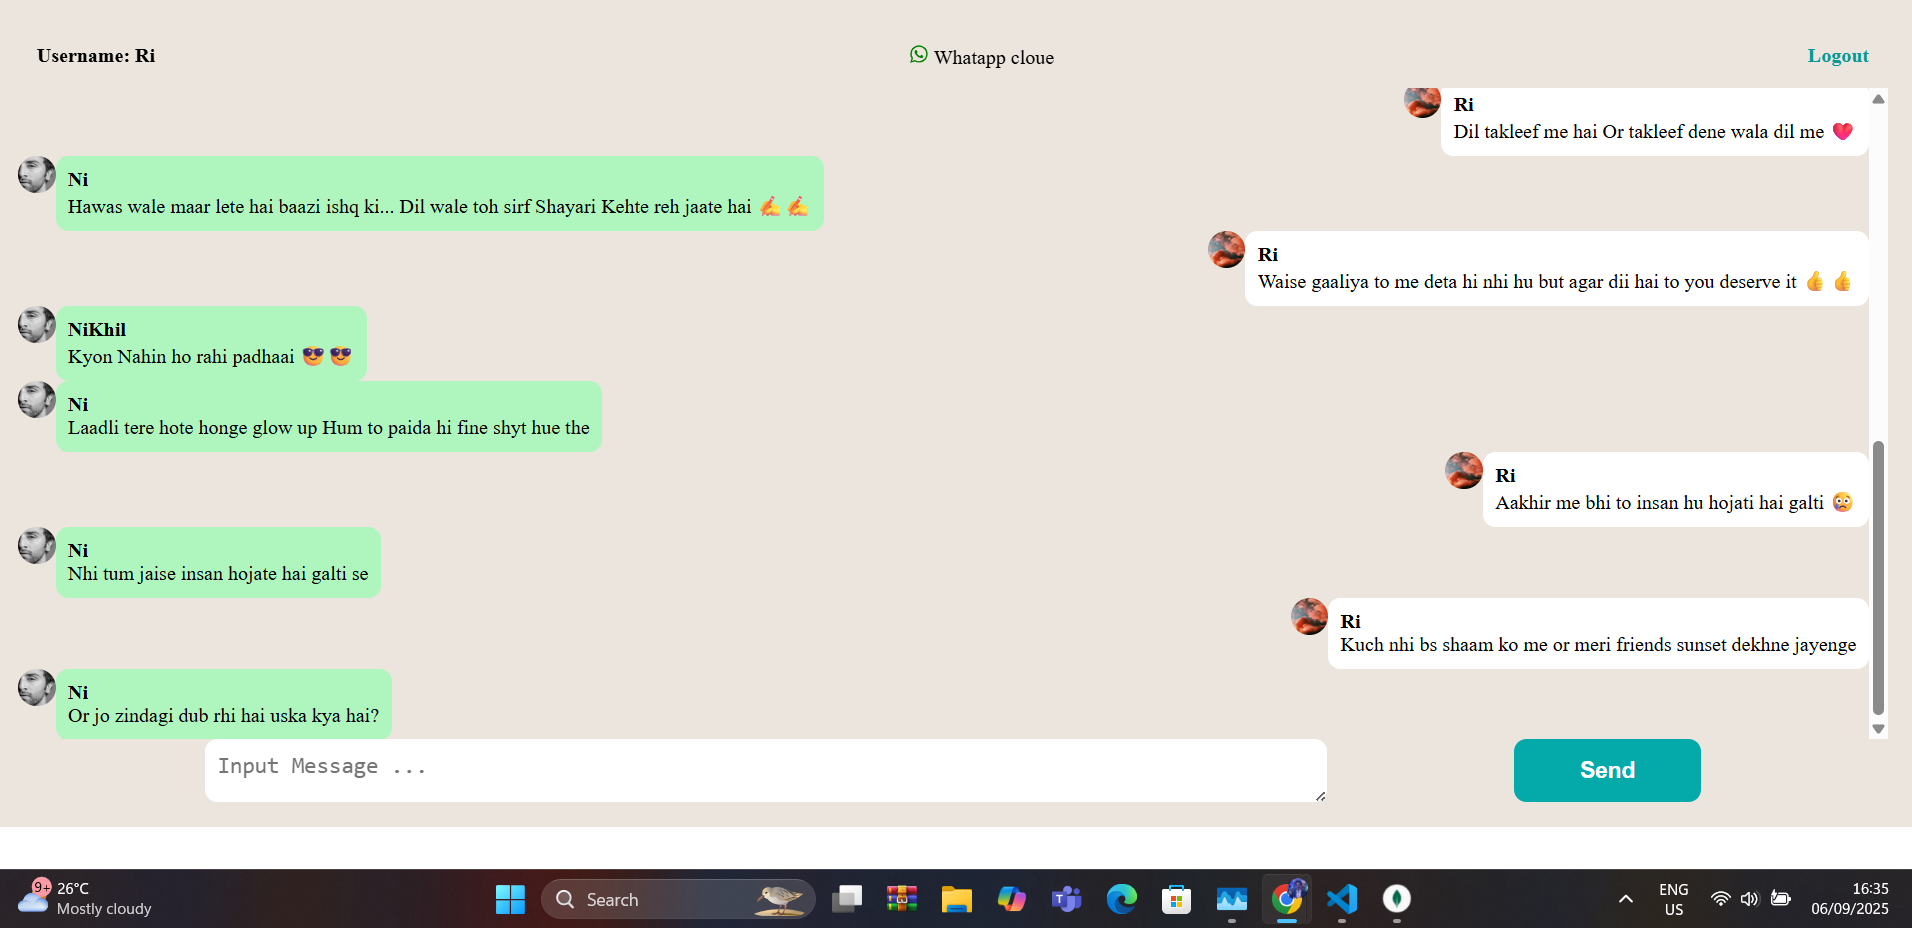 Username: Ri
Whatapp cloue
Logout
Ri
Dil takleef me hai Or takleef dene wala dil me ❤️
Ni
Hawas wale maar lete hai baazi ishq ki... Dil wale toh sirf Shayari Kehte reh jaate hai ✍️ ✍️
Ri
Waise gaaliya to me deta hi nhi hu but agar dii hai to you deserve it 👍 👍
NiKhil
Kyon Nahin ho rahi padhaai 😎 😎
Ni
Laadli tere hote honge glow up Hum to paida hi fine shyt hue the
Ri
Aakhir me bhi to insan hu hojati hai galti 😢
Ni
Nhi tum jaise insan hojate hai galti se
Ri
Kuch nhi bs shaam ko me or meri friends sunset dekhne jayenge
Ni
Or jo zindagi dub rhi hai uska kya hai?
Input Message ...
Send
9+
26°C
Mostly cloudy
Search
ENG
US
16:35
06/09/2025